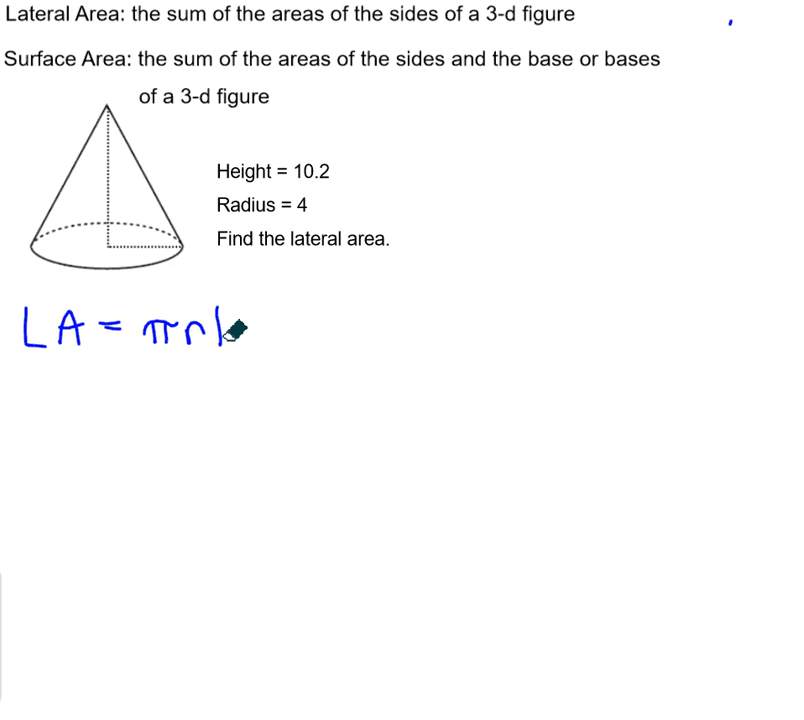 Lateral Area: the sum of the areas of the sides of a 3-d figure
Surface Area: the sum of the areas of the sides and the base or bases
of a 3-d figure
Height = 10.2
Radius = 4
Find the lateral area.
LA = πr